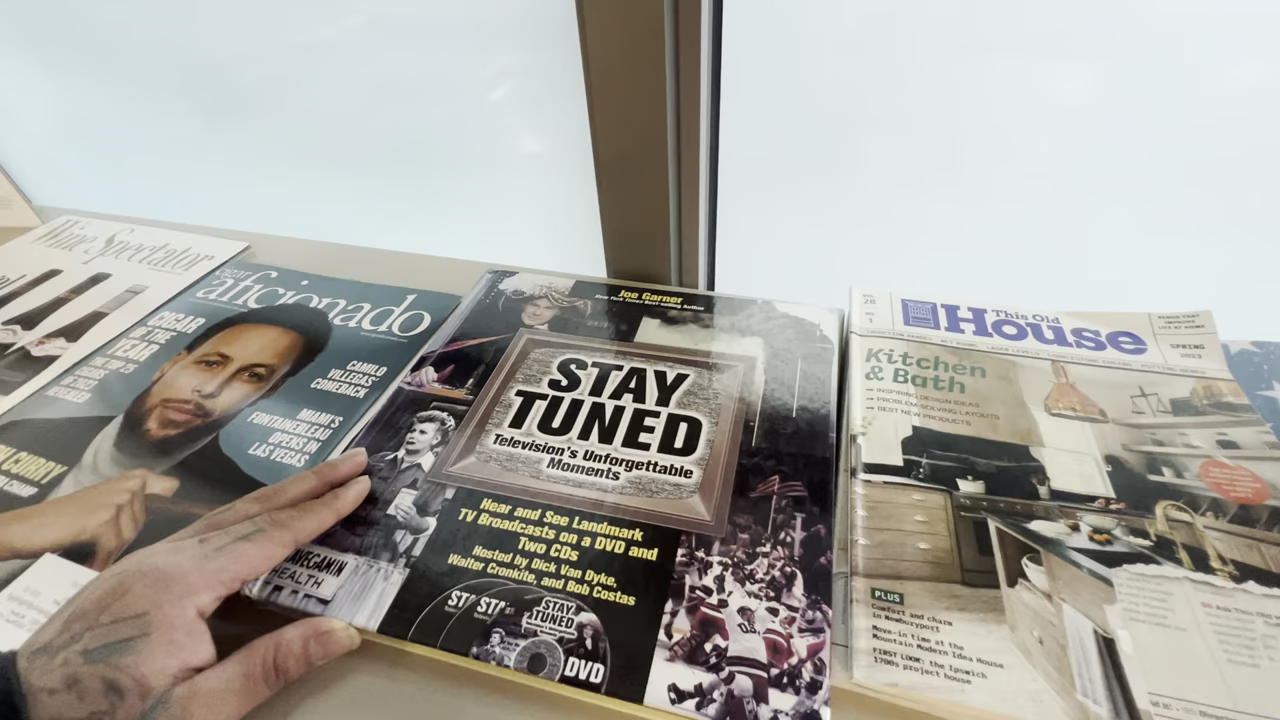 Wine Spectator
cigar
aficionado
CIGAR
OF THE
YEAR
CAMILO
VILLEGAS'
COMEBACK
MIAMI'S
FONTAINEBLEAU
OPENS IN
LAS VEGAS
CURRY
CHAMP
Joe Garner
New York Times Best-selling Author
STAY
TUNED
Television's Unforgettable
Moments
Hear and See Landmark
TV Broadcasts on a DVD and
Two CDs
Hosted by Dick Van Dyke,
Walter Cronkite, and Bob Costas
HEALTH
STAY
TUNED
DVD
This Old
House
SPRING
2023
Kitchen
& Bath
INSPIRING DESIGN IDEAS
PROBLEM-SOLVING LAYOUTS
BEST NEW PRODUCTS
PLUS
Comfort and charm
in Newburyport
Move-in time at the
Mountain Modern Idea House
FIRST LOOK: the Ipswich
1700s project house